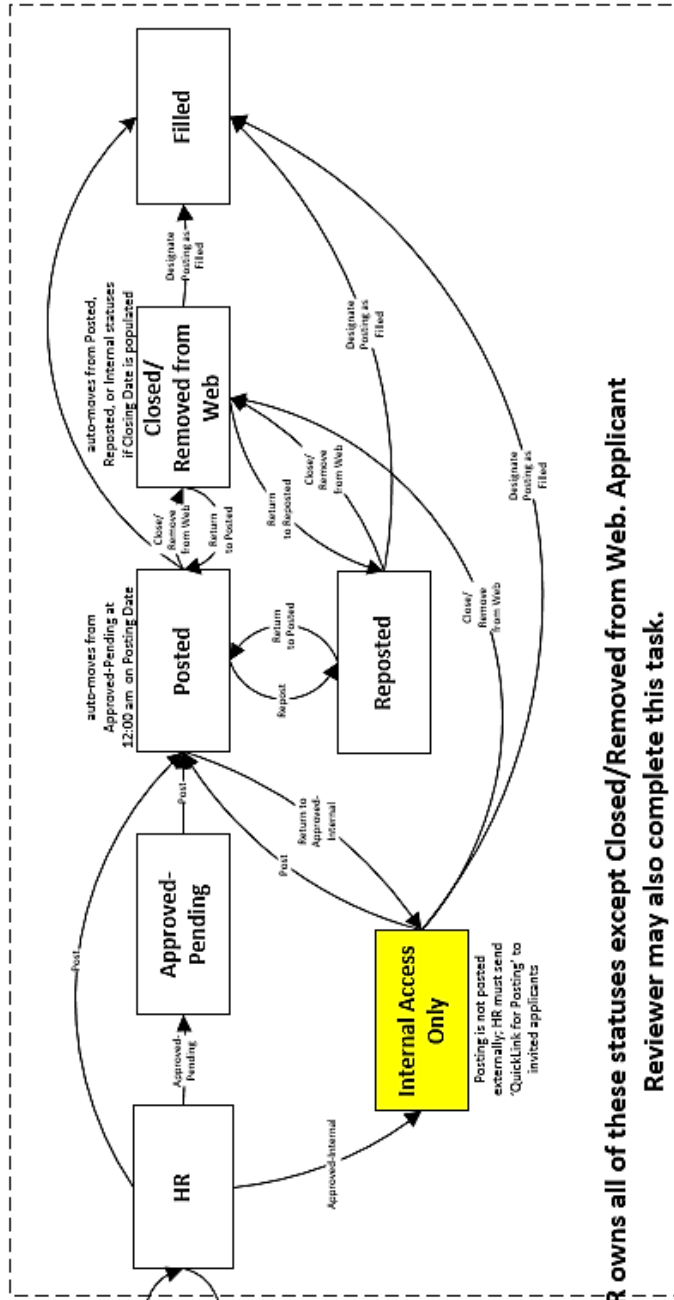 HR
Post
Approved-
Pending
Approved-Internal
Approved-
Pending
Internal Access
Only
Posting is not posted
externally; HR must send
‘QuickLink for Posting’ to
invited applicants
Post
Post
Return to
Approved-
Internal
auto-moves from
Approved-Pending at
12:00 am on Posting Date
Posted
Repost
Return
to Posted
Reposted
Close/
Remove
from Web
Return
to Posted
auto-moves from Posted,
Reposted, or Internal statuses
if Closing Date is populated
Closed/
Removed from
Web
Return
to Reposted
Close/
Remove
from Web
Close/
Remove
from Web
Designate
Posting as
Filled
Designate
Posting as
Filled
Designate
Posting as
Filled
Filled
R owns all of these statuses except Closed/Removed from Web. Applicant
Reviewer may also complete this task.